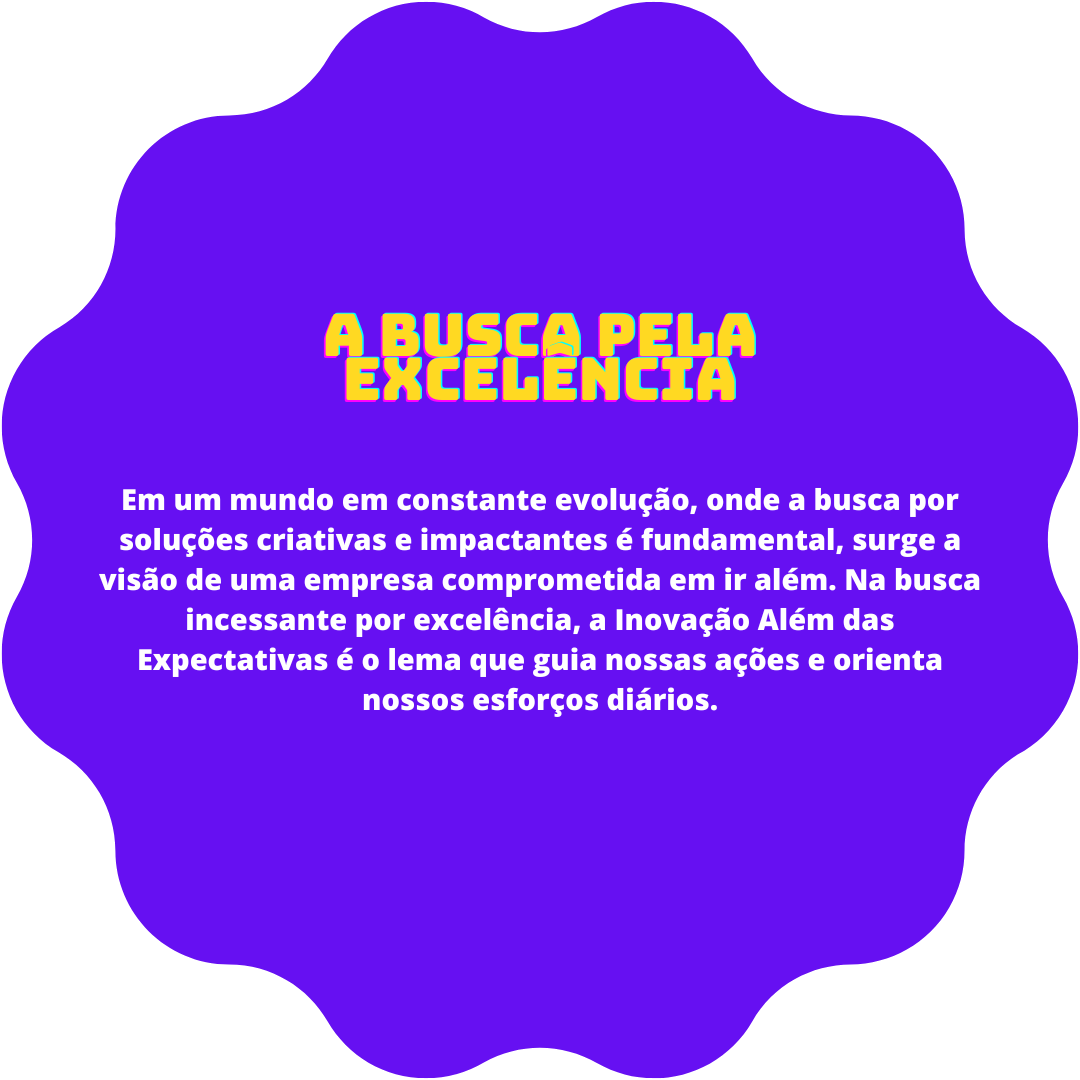 A BUSCA PELA
EXCELÊNCIA
Em um mundo em constante evolução, onde a busca por
soluções criativas e impactantes é fundamental, surge a
visão de uma empresa comprometida em ir além. Na busca
incessante por excelência, a Inovação Além das
Expectativas é o lema que guia nossas ações e orienta
nossos esforços diários.